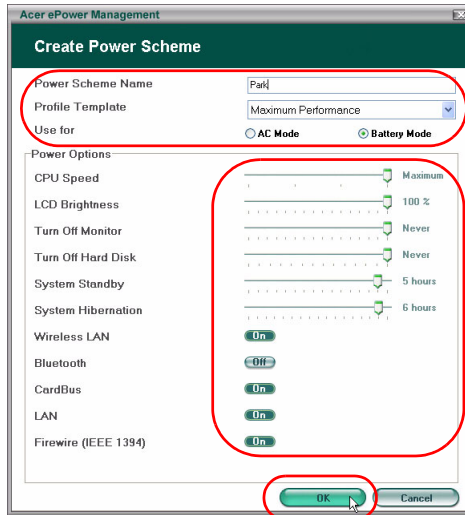 Acer ePower Management
Create Power Scheme
Power Scheme Name Park
Profile Template Maximum Performance
Use for AC Mode Battery Mode
Power Options
CPU Speed Maximum
LCD Brightness 100 %
Turn Off Monitor Never
Turn Off Hard Disk Never
System Standby 5 hours
System Hibernation 6 hours
Wireless LAN On
Bluetooth Off
CardBus On
LAN On
Firewire (IEEE 1394) On
OK Cancel